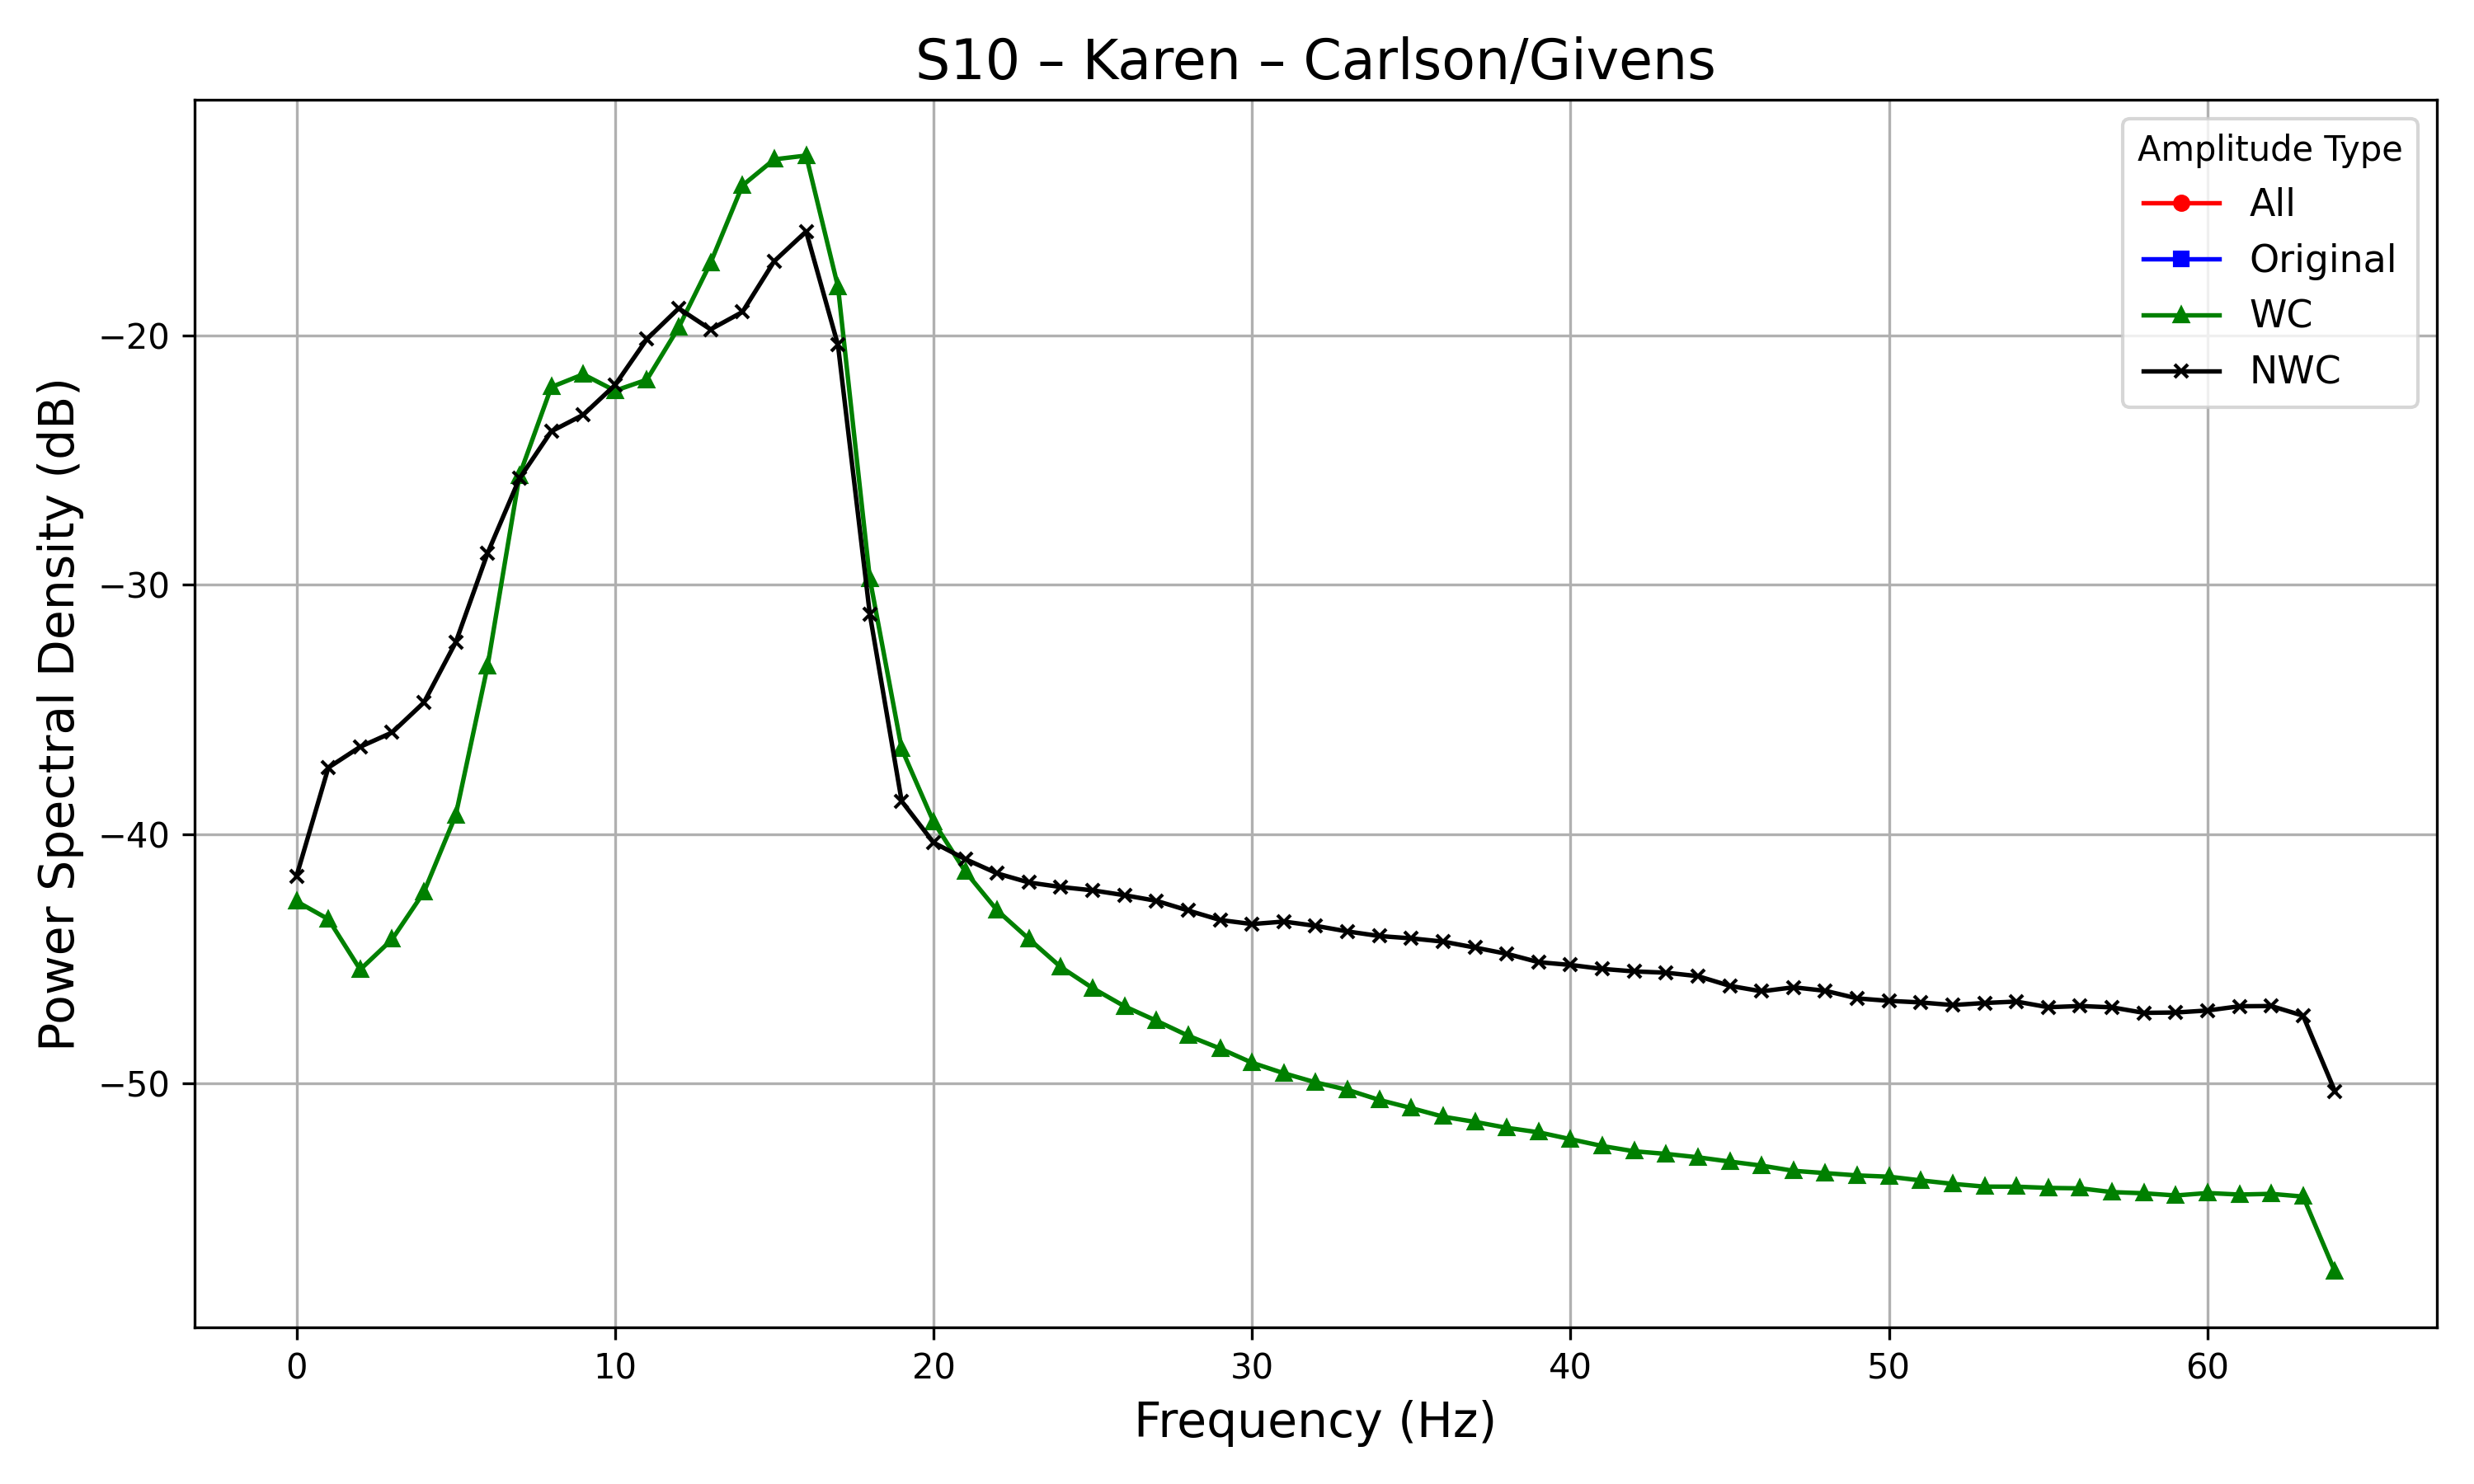 S10 – Karen – Carlson/Givens
Amplitude Type
All
Original
WC
NWC
Power Spectral Density (dB)
−20
−30
−40
−50
0 10 20 30 40 50 60
Frequency (Hz)